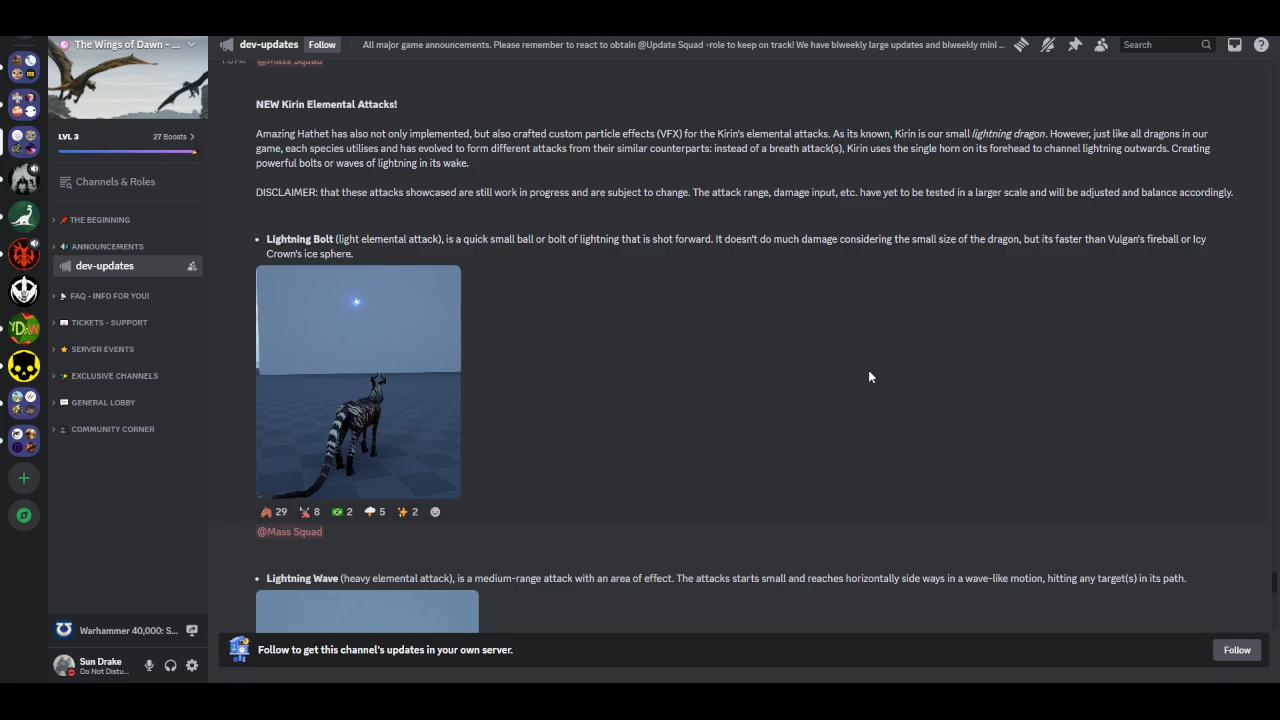 The Wings of Dawn - ...
dev-updates
Follow
All major game announcements. Please remember to react to obtain @Update Squad -role to keep on track! We have biweekly large updates and biweekly mini ...
Search
@Mass Squad
NEW Kirin Elemental Attacks!
Amazing Hathet has also not only implemented, but also crafted custom particle effects (VFX) for the Kirin's elemental attacks. As its known, Kirin is our small lightning dragon. However, just like all dragons in our
game, each species utilises and has evolved to form different attacks from their similar counterparts: instead of a breath attack(s), Kirin uses the single horn on its forehead to channel lightning outwards. Creating
powerful bolts or waves of lightning in its wake.
DISCLAIMER: that these attacks showcased are still work in progress and are subject to change. The attack range, damage input, etc. have yet to be tested in a larger scale and will be adjusted and balance accordingly.
• Lightning Bolt (light elemental attack), is a quick small ball or bolt of lightning that is shot forward. It doesn't do much damage considering the small size of the dragon, but its faster than Vulgan's fireball or Icy
Crown's ice sphere.
29 8 2 5 2
@Mass Squad
• Lightning Wave (heavy elemental attack), is a medium-range attack with an area of effect. The attacks starts small and reaches horizontally side ways in a wave-like motion, hitting any target(s) in its path.
Follow to get this channel's updates in your own server.
Follow
LVL 3
27 Boosts
Channels & Roles
THE BEGINNING
ANNOUNCEMENTS
dev-updates
FAQ - INFO FOR YOU!
TICKETS - SUPPORT
SERVER EVENTS
EXCLUSIVE CHANNELS
GENERAL LOBBY
COMMUNITY CORNER
Warhammer 40,000: S...
Sun Drake
Do Not Distu...
YDAW